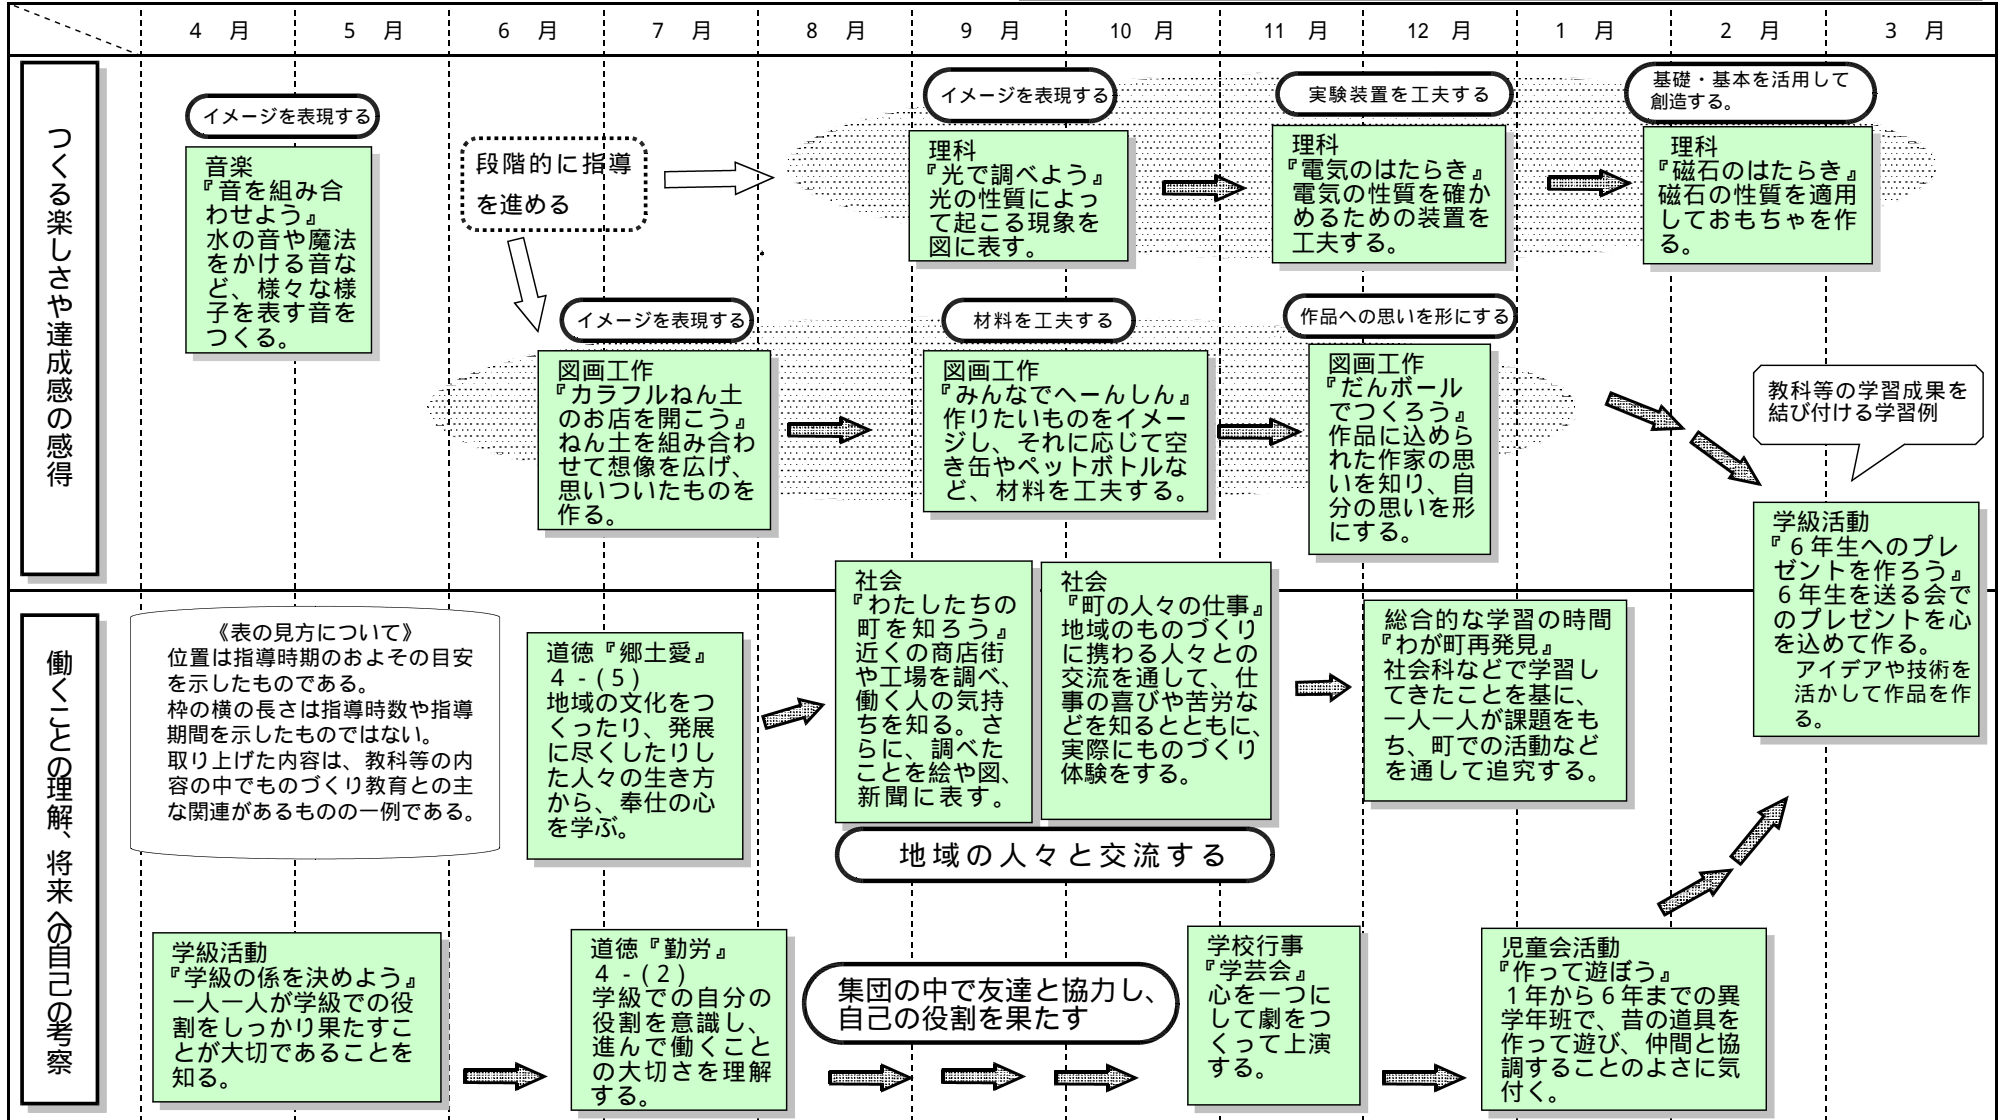 4 月 5 月 6 月 7 月 8 月 9 月 10 月 11 月 12 月 1 月 2 月 3 月
つくる楽しさや達成感の感得
イメージを表現する
音楽
『音を組み合
わせよう』
水の音や魔法
をかける音な
ど、様々な様
子を表す音を
つくる。
段階的に指導
を進める
イメージを表現する
理科
『光で調べよう』
光の性質によっ
て起こる現象を
図に表す。
実験装置を工夫する
理科
『電気のはたらき』
電気の性質を確か
めるための装置を
工夫する。
基礎・基本を活用して
創造する。
理科
『磁石のはたらき』
磁石の性質を適用
しておもちゃを作
る。
イメージを表現する
図画工作
『カラフルねん土
のお店を開こう』
ねん土を組み合わ
せて想像を広げ、
思いついたものを
作る。
材料を工夫する
図画工作
『みんなでへーんしん』
作りたいものをイメー
ジし、それに応じて空
き缶やペットボトルな
ど、材料を工夫する。
作品への思いを形にする
図画工作
『だんボール
でつくろう』
作品に込めら
れた作家の思
いを知り、自
分の思いを形
にする。
教科等の学習成果を
結び付ける学習例
学級活動
『6年生へのプレ
ゼントを作ろう』
6年生を送る会で
のプレゼントを心
を込めて作る。
アイデアや技術を
活かして作品を作
る。
働くことの理解、将来への自己の考察
《表の見方について》
位置は指導時期のおよその目安
を示したものである。
枠の横の長さは指導時数や指導
期間を示したものではない。
取り上げた内容は、教科等の内
容の中でものづくり教育との主
な関連があるものの一例である。
道徳『郷土愛』
4-(5)
地域の文化をつ
くったり、発展
に尽くしたりし
た人々の生き方
から、奉仕の心
を学ぶ。
社会
『わたしたちの
町を知ろう』
近くの商店街
や工場を調べ、
働く人の気持
ちを知る。さ
らに、調べた
ことを絵や図、
新聞に表す。
社会
『町の人々の仕事』
地域のものづくり
に携わる人々との
交流を通して、仕
事の喜びや苦労な
どを知るとともに、
実際にものづくり
体験をする。
総合的な学習の時間
『わが町再発見』
社会科などで学習し
てきたことを基に、
一人一人が課題をも
ち、町での活動など
を通して追究する。
地域の人々と交流する
学級活動
『学級の係を決めよう』
一人一人が学級での役
割をしっかり果たすこ
とが大切であることを
知る。
道徳『勤労』
4-(2)
学級での自分の
役割を意識し、
進んで働くこと
の大切さを理解
する。
集団の中で友達と協力し、
自己の役割を果たす
学校行事
『学芸会』
心を一つに
して劇をつ
くって上演
する。
児童会活動
『作って遊ぼう』
1年から6年までの異
学年班で、昔の道具を
作って遊び、仲間と協
調することのよさに気
付く。